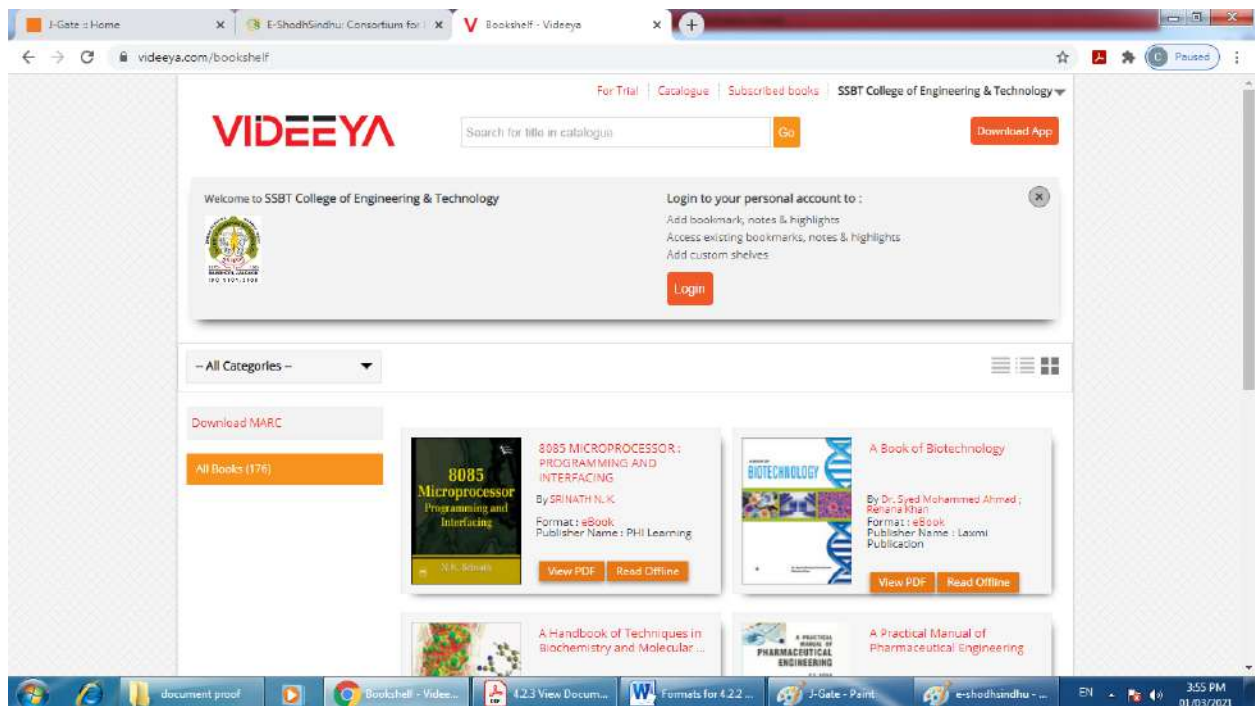 J-Gate :: Home
E-ShodhSindhu: Consortium for
Bookshelf - Videeya
videeya.com/bookshelf
Paused
For Trial
Catalogue
Subscribed books
SSBT College of Engineering & Technology
VIDEEYA
Search for title in catalogue
Go
Download App
Welcome to SSBT College of Engineering & Technology
Login to your personal account to :
Add bookmark, notes & highlights
Access existing bookmarks, notes & highlights
Add custom shelves
Login
-- All Categories --
Download MARC
All Books (176)
8085
Microprocessor
Programming and
Interfacing
N.K. Srinath
8085 MICROPROCESSOR :
PROGRAMMING AND
INTERFACING
By SRINATH N. K.
Format : eBook
Publisher Name : PHI Learning
View PDF
Read Offline
BIOTECHNOLOGY
A Book of Biotechnology
By Dr. Syed Mohammed Ahmed ;
Rehana Khan
Format : eBook
Publisher Name : Laxmi
Publication
View PDF
Read Offline
A Handbook of Techniques in
Biochemistry and Molecular ...
A PRACTICAL
MANUAL OF
PHARMACEUTICAL
ENGINEERING
A Practical Manual of
Pharmaceutical Engineering
document proof
Bookshelf - Videe...
4.2.3 View Docum...
Formats for 4.2.2 ...
J-Gate - Paint
e-shodhsindhu - ...
EN
3:55 PM
01/03/2021